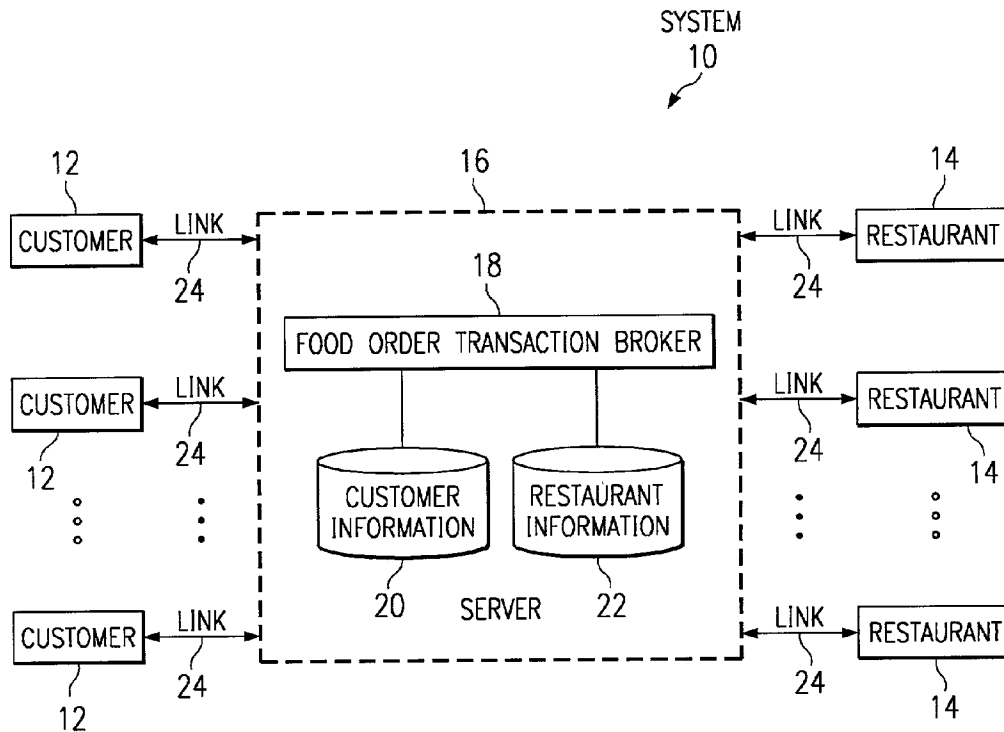 SYSTEM
10
12
16
14
CUSTOMER
LINK
24
LINK
24
RESTAURANT
18
FOOD ORDER TRANSACTION BROKER
CUSTOMER
12
LINK
24
LINK
24
RESTAURANT
14
CUSTOMER
INFORMATION
20
RESTAURANT
INFORMATION
22
SERVER
CUSTOMER
12
LINK
24
LINK
24
RESTAURANT
14